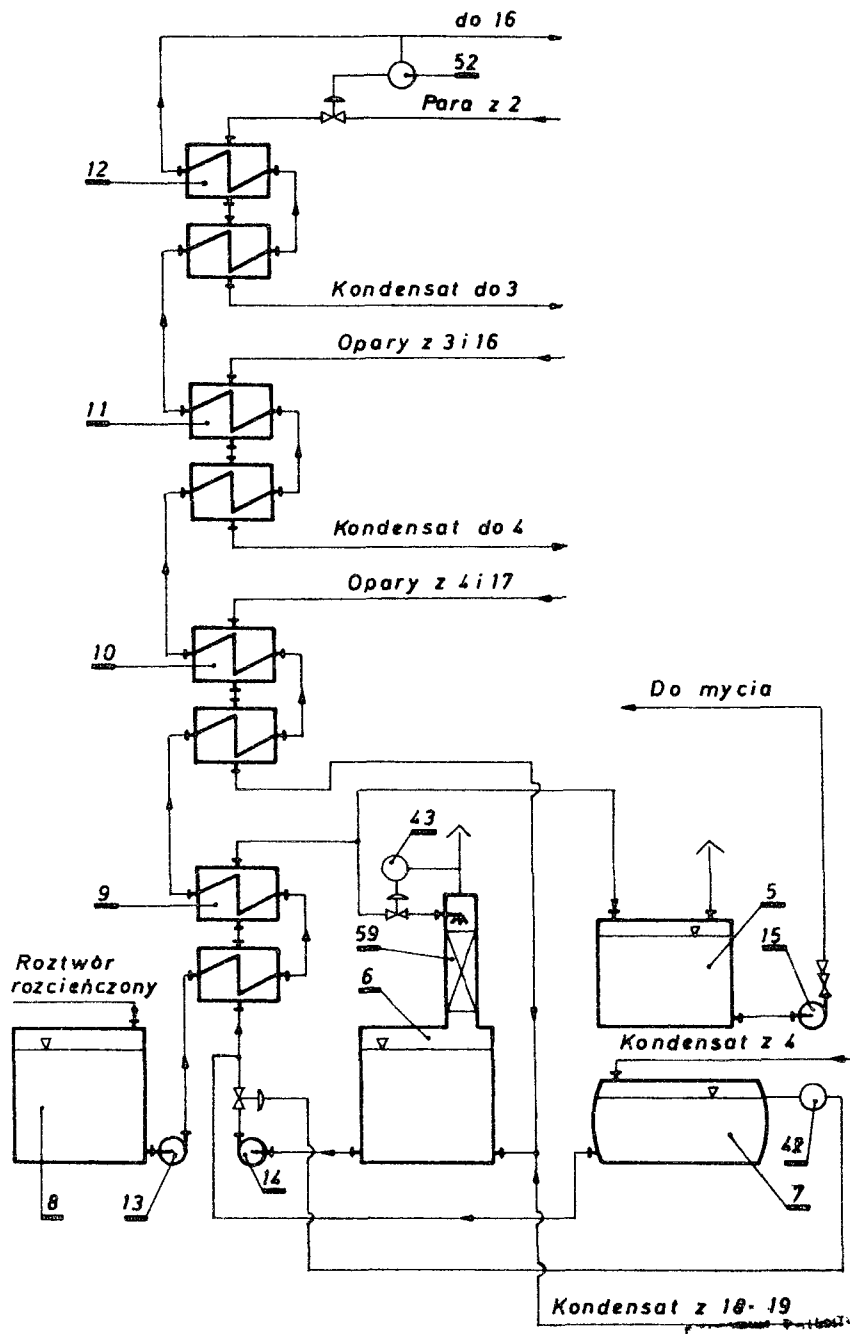 do 16
52
Para z 2
12
Kondensat do 3
Opary z 3 i 16
11
Kondensat do 4
Opary z 4 i 17
10
Do mycia
43
9
59
5
15
Roztwór
rozcieńczony
6
Kondensat z 4
8
13
14
42
7
Kondensat z 18-19